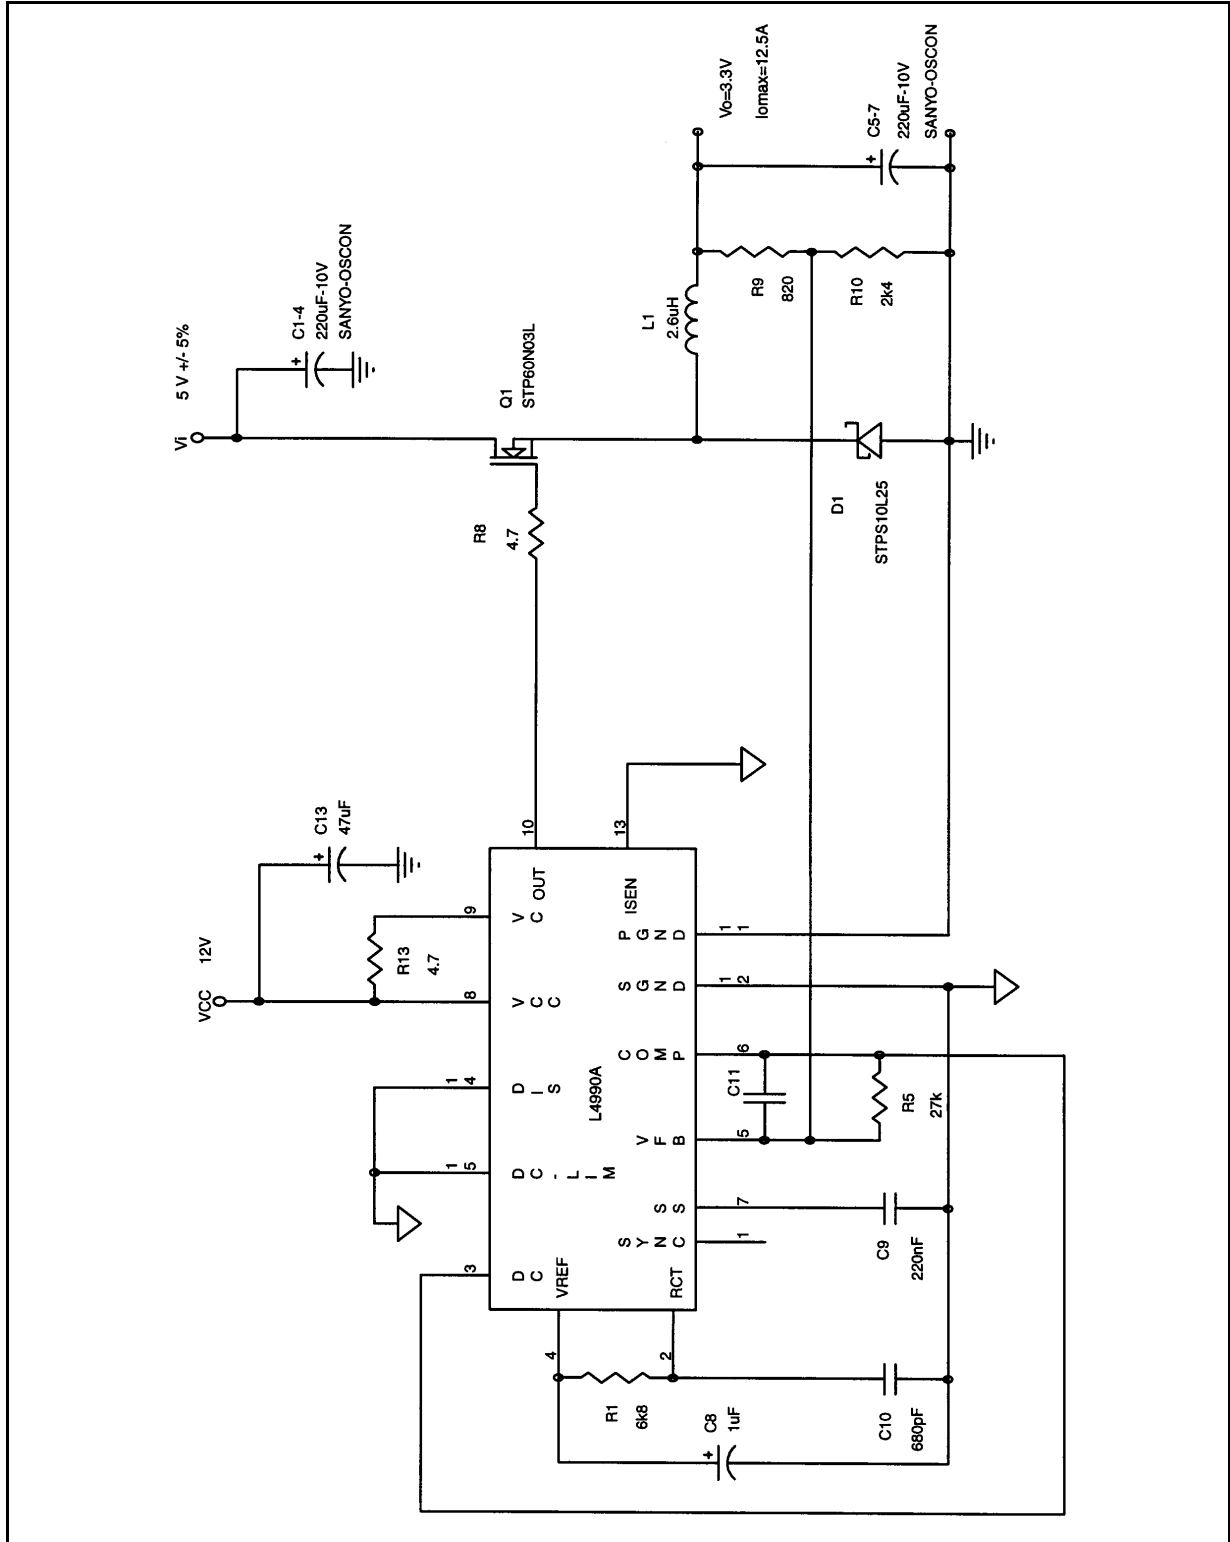 Vi
5 V +/- 5%
VCC
12V
C1-4
220uF-10V
SANYO-OSCON
C13
47uF
R13
4.7
3
15
14
8
9
DC
DC-LIM
DIS
VCC
VC
OUT
10
R8
4.7
Q1
STP60N03L
4
VREF
L4990A
ISEN
13
R1
6k8
2
RCT
SYNC
SS
VFB
COMP
SGND
PGND
1
7
5
6
12
11
L1
2.6uH
Vo=3.3V
Iomax=12.5A
C8
1uF
C11
R9
820
D1
STPS10L25
R10
2k4
C5-7
220uF-10V
SANYO-OSCON
C10
680pF
C9
220nF
R5
27k